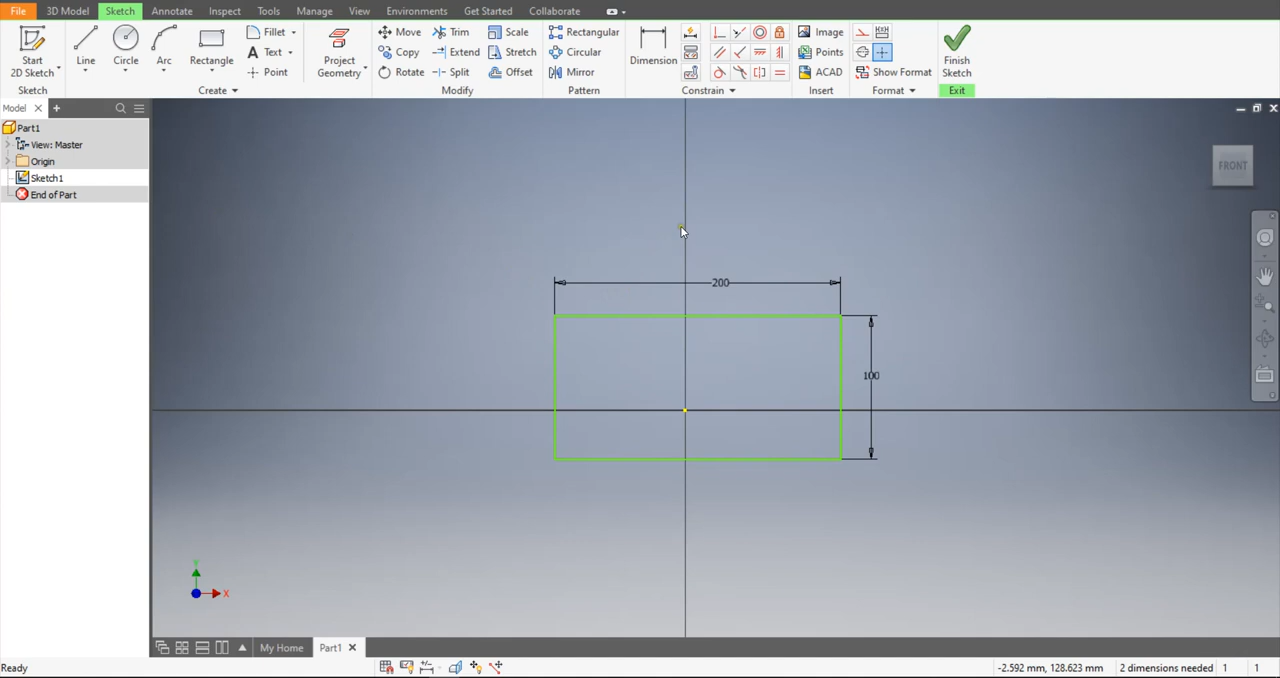 File 3D Model Sketch Annotate Inspect Tools Manage View Environments Get Started Collaborate
Start 2D Sketch
Line
Circle
Arc
Rectangle
Fillet
Text
Point
Project Geometry
Move Trim Scale
Copy Extend Stretch
Rotate Split Offset
Rectangular
Circular
Mirror
Dimension
Image
Points
ACAD
Show Format
Finish Sketch
Sketch Create Modify Pattern Constrain Insert Format Exit
Model
Part1
View: Master
Origin
Sketch1
End of Part
FRONT
200
100
Y
X
My Home Part1
Ready -2.592 mm, 128.623 mm 2 dimensions needed 1 1